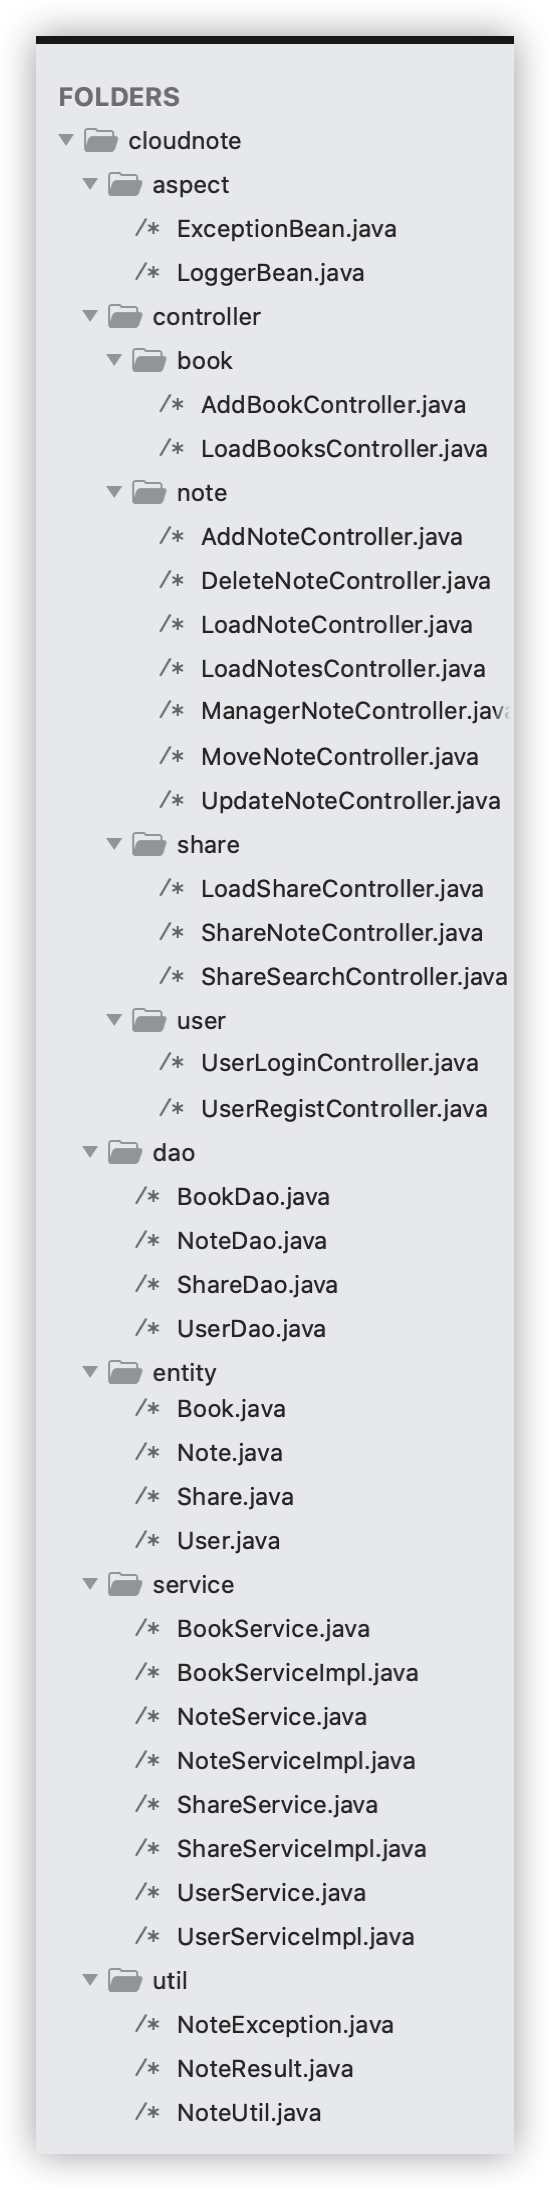 FOLDERS
cloudnote
aspect
/* ExceptionBean.java
/* LoggerBean.java
controller
book
/* AddBookController.java
/* LoadBooksController.java
note
/* AddNoteController.java
/* DeleteNoteController.java
/* LoadNoteController.java
/* LoadNotesController.java
/* ManagerNoteController.java
/* MoveNoteController.java
/* UpdateNoteController.java
share
/* LoadShareController.java
/* ShareNoteController.java
/* ShareSearchController.java
user
/* UserLoginController.java
/* UserRegistController.java
dao
/* BookDao.java
/* NoteDao.java
/* ShareDao.java
/* UserDao.java
entity
/* Book.java
/* Note.java
/* Share.java
/* User.java
service
/* BookService.java
/* BookServiceImpl.java
/* NoteService.java
/* NoteServiceImpl.java
/* ShareService.java
/* ShareServiceImpl.java
/* UserService.java
/* UserServiceImpl.java
util
/* NoteException.java
/* NoteResult.java
/* NoteUtil.java